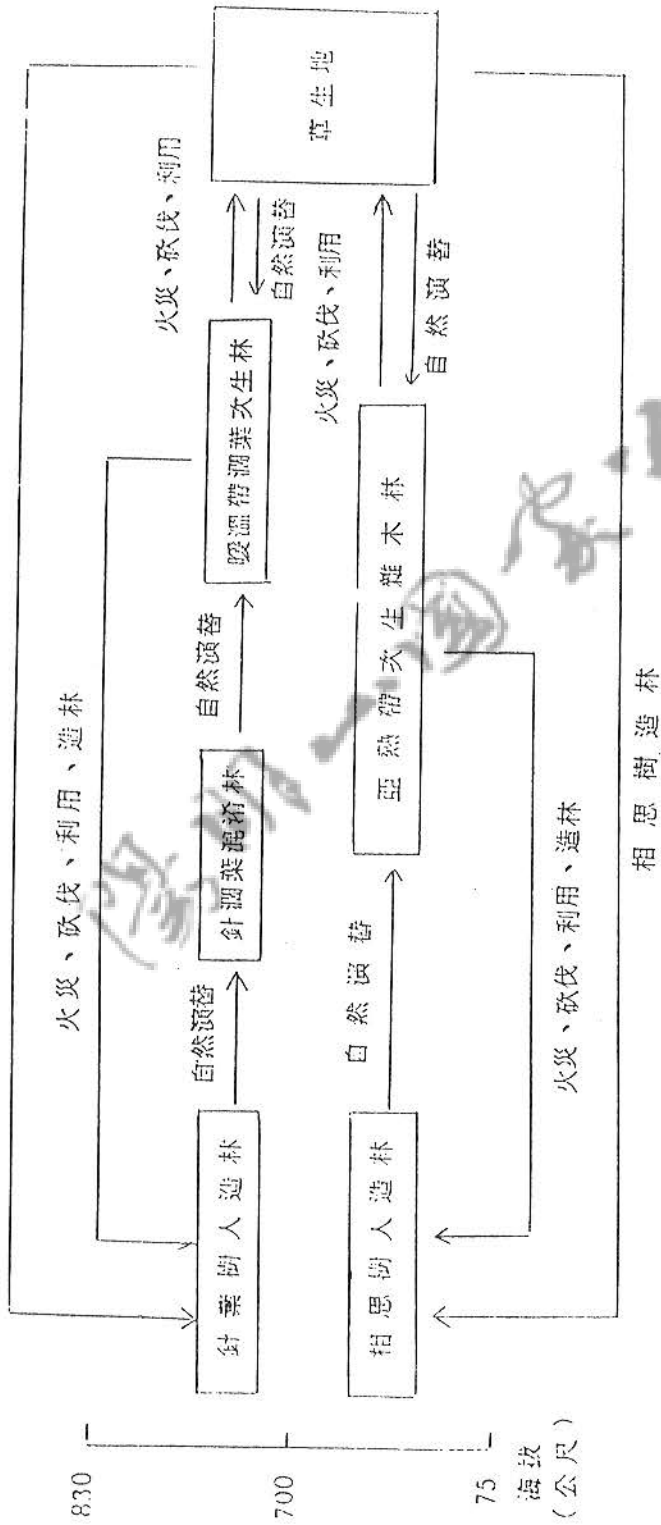 830
700
75
海拔
（公尺）
火災、砍伐、利用、造林
針葉樹人造林
自然演替
針濶葉混淆林
自然演替
暖溫帶濶葉次生林
火災、砍伐、利用
自然演替
草生地
相思樹人造林
自然演替
亞熱帶次生雜木林
火災、砍伐、利用
自然演替
火災、砍伐、利用、造林
相思樹造林